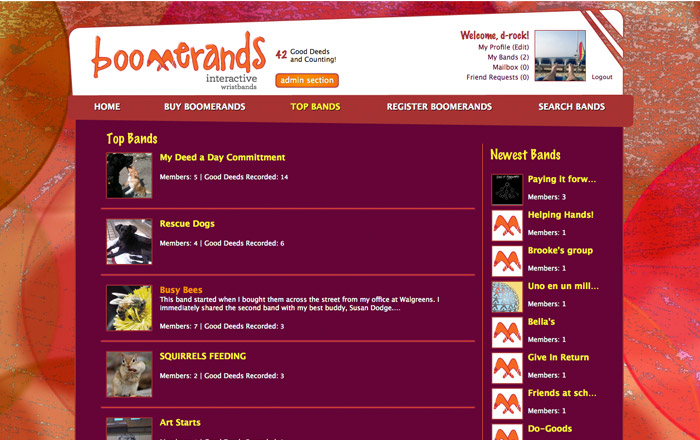 boomerands
interactive
wristbands
42 Good Deeds
and Counting!
admin section
Welcome, d-rock!
My Profile (Edit)
My Bands (2)
Mailbox (0)
Friend Requests (0)
Logout
HOME
BUY BOOMERANDS
TOP BANDS
REGISTER BOOMERANDS
SEARCH BANDS
Top Bands
My Deed a Day Committment
Members: 5 | Good Deeds Recorded: 14
Rescue Dogs
Members: 4 | Good Deeds Recorded: 6
Busy Bees
This band started when I bought them across the street from my office at Walgreens. I
immediately shared the second band with my best buddy, Susan Dodge....
Members: 7 | Good Deeds Recorded: 3
SQUIRRELS FEEDING
Members: 2 | Good Deeds Recorded: 3
Art Starts
Newest Bands
Paying it forw...
Members: 3
Helping Hands!
Members: 1
Brooke's group
Members: 1
Uno en un mill...
Members: 1
Bella's
Members: 1
Give In Return
Members: 1
Friends at sch...
Members: 1
Do-Goods